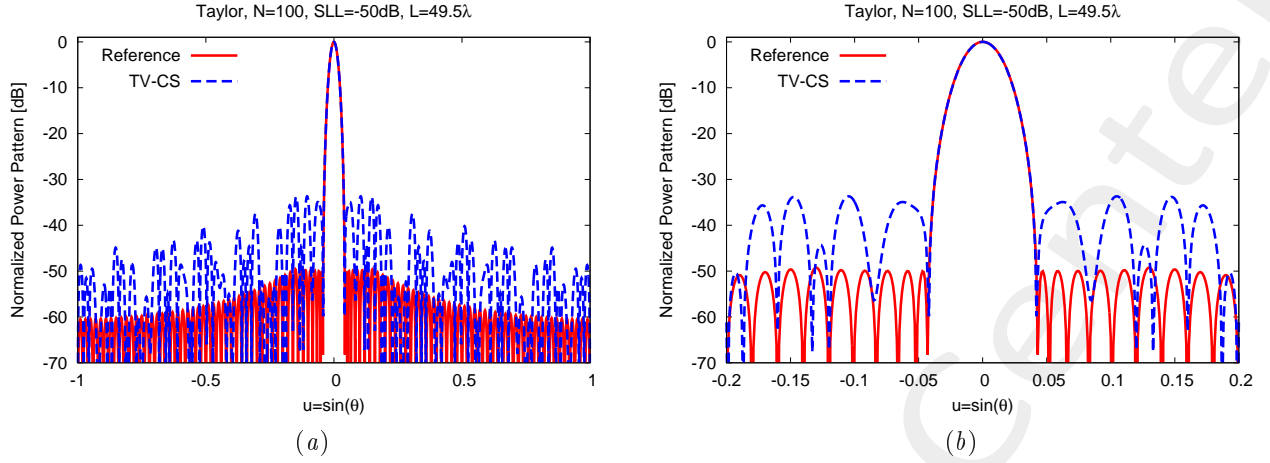 Taylor, N=100, SLL=-50dB, L=49.5λ
Normalized Power Pattern [dB]
Reference
TV-CS
0
-10
-20
-30
-40
-50
-60
-70
-1
-0.5
0
0.5
1
u=sin(θ)
(a)
Taylor, N=100, SLL=-50dB, L=49.5λ
Normalized Power Pattern [dB]
Reference
TV-CS
0
-10
-20
-30
-40
-50
-60
-70
-0.2
-0.15
-0.1
-0.05
0
0.05
0.1
0.15
0.2
u=sin(θ)
(b)
Center